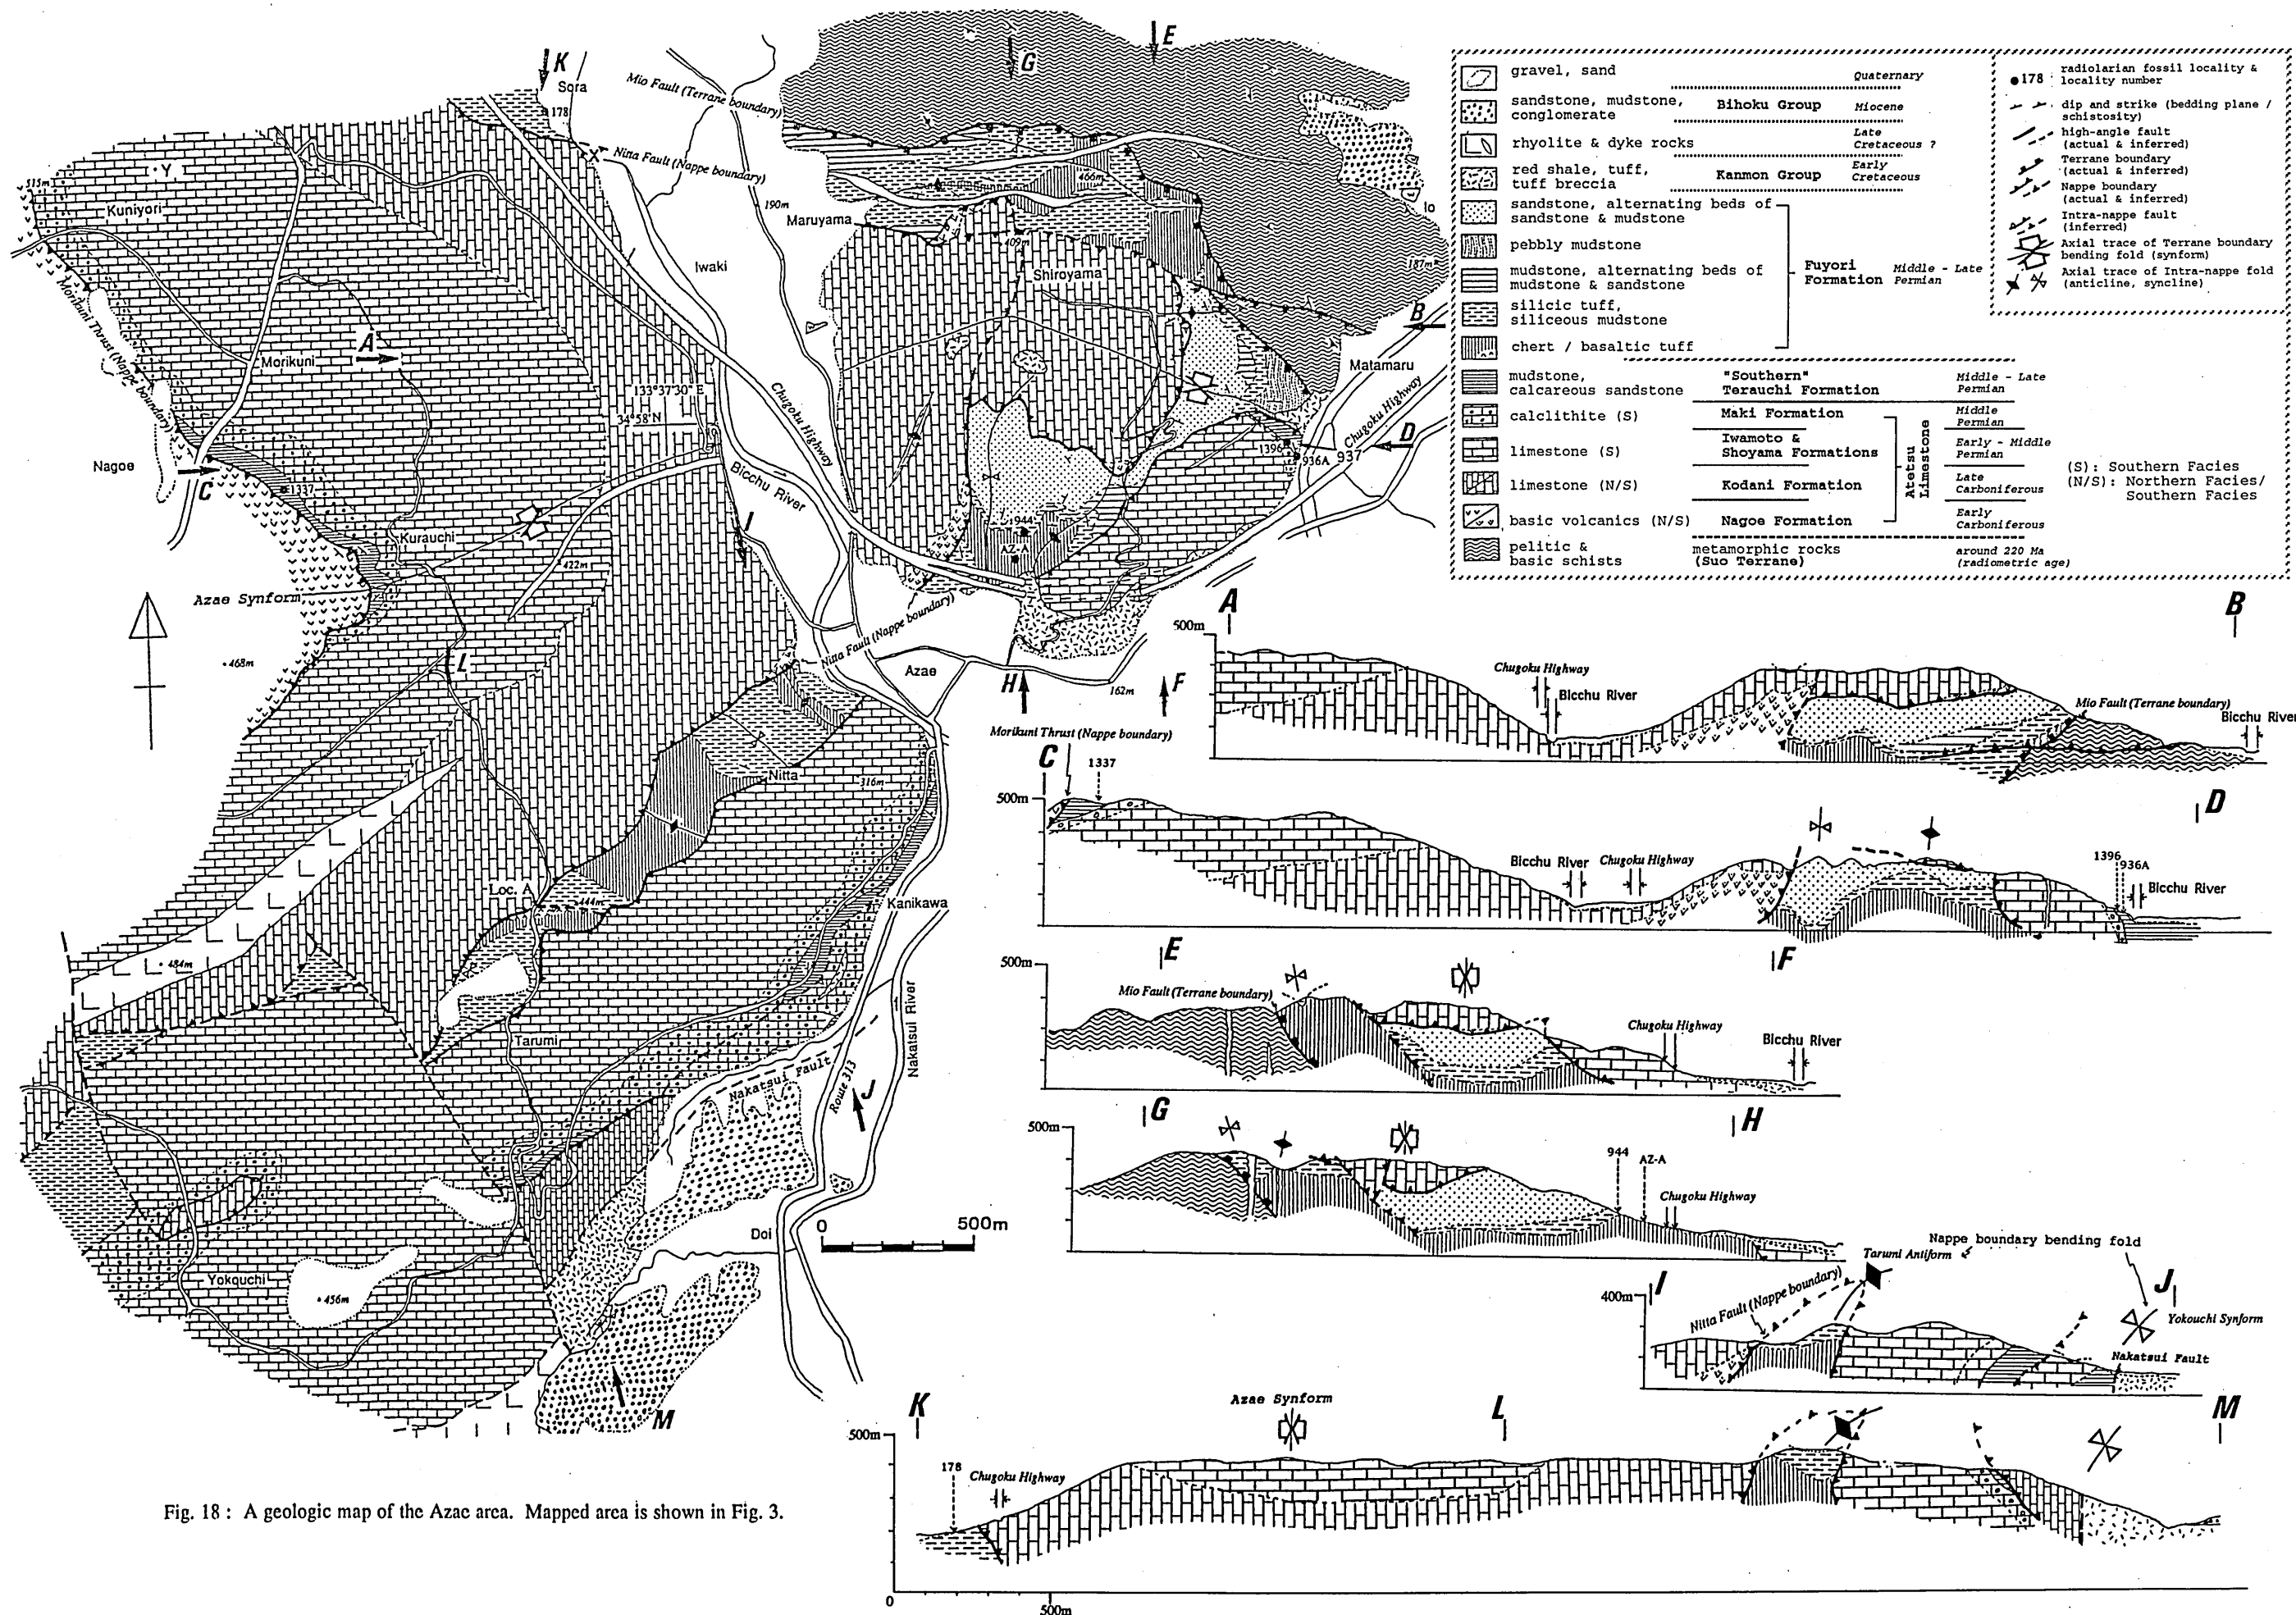 K
Sora
178
Mio Fault (Terrane boundary)
G
E
Nitta Fault (Nappe boundary)
Y
515m
Kuniyori
190m
466m
Maruyama
409m
Io
Iwaki
Shiroyama
187m
Morikuni Thrust (Nappe boundary)
A
Morikuni
B
Matamaru
133°37'30" E
34°58'N
Chugoku Highway
Chugoku Highway
D
Nagoe
C
1337
Bicchu River
1396
936A
937
I
944
AZ-A
Kurauchi
422m
Azae Synform
468m
L
Nitta Fault (Nappe boundary)
Azae
H
162m
F
Nitta
316m
Loc. A
444m
Kanikawa
484m
Tarumi
Nakatsui River
Nakatsui Fault
Route 313
J
Doi
0 500m
Yokouchi
456m
M
gravel, sand Quaternary
sandstone, mudstone, Bihoku Group Miocene
conglomerate
rhyolite & dyke rocks Late
Cretaceous ?
red shale, tuff, Kanmon Group Early
tuff breccia Cretaceous
sandstone, alternating beds of
sandstone & mudstone
pebbly mudstone
mudstone, alternating beds of
mudstone & sandstone
Fuyori Middle - Late
Formation Permian
silicic tuff,
siliceous mudstone
chert / basaltic tuff
mudstone, "Southern" Middle - Late
calcareous sandstone Terauchi Formation Permian
calclithite (S) Maki Formation Middle
Permian
limestone (S) Iwamoto & Early - Middle
Shoyama Formations Permian
limestone (N/S) Kodani Formation Late
Carboniferous
basic volcanics (N/S) Nagoe Formation Early
Carboniferous
Atetsu
Limestone
pelitic & metamorphic rocks around 220 Ma
basic schists (Suo Terrane) (radiometric age)
(S): Southern Facies
(N/S): Northern Facies/
Southern Facies
178 radiolarian fossil locality &
locality number
dip and strike (bedding plane /
schistosity)
high-angle fault
(actual & inferred)
Terrane boundary
(actual & inferred)
Nappe boundary
(actual & inferred)
Intra-nappe fault
(inferred)
Axial trace of Terrane boundary
bending fold (synform)
Axial trace of Intra-nappe fold
(anticline, syncline)
A
B
500m
Chugoku Highway
Bicchu River
Mio Fault (Terrane boundary)
Bicchu River
Morikuni Thrust (Nappe boundary)
C
1337
500m
D
Bicchu River
Chugoku Highway
1396
936A
Bicchu River
E
F
500m
Mio Fault (Terrane boundary)
Chugoku Highway
Bicchu River
G
H
500m
944
AZ-A
Chugoku Highway
Nappe boundary bending fold
Tarumi Antiform
I
J
400m
Nitta Fault (Nappe boundary)
Yokouchi Synform
Nakatsui Fault
K
Azae Synform
L
M
500m
178
Chugoku Highway
0
500m
Fig. 18 : A geologic map of the Azae area. Mapped area is shown in Fig. 3.